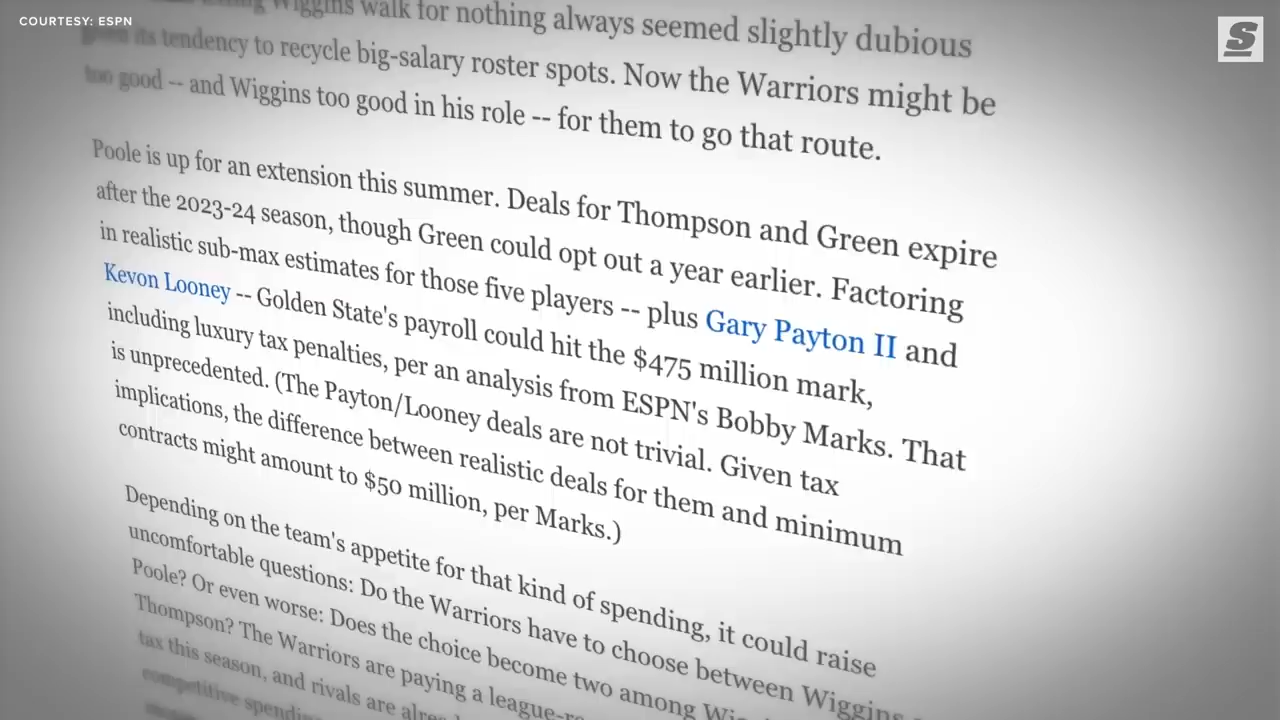 COURTESY: ESPN
S
Wiggins walk for nothing always seemed slightly dubious
given its tendency to recycle big-salary roster spots. Now the Warriors might be
too good -- and Wiggins too good in his role -- for them to go that route.
Poole is up for an extension this summer. Deals for Thompson and Green expire
after the 2023-24 season, though Green could opt out a year earlier. Factoring
in realistic sub-max estimates for those five players -- plus Gary Payton II and
Kevon Looney -- Golden State's payroll could hit the $475 million mark,
including luxury tax penalties, per an analysis from ESPN's Bobby Marks. That
is unprecedented. (The Payton/Looney deals are not trivial. Given tax
implications, the difference between realistic deals for them and minimum
contracts might amount to $50 million, per Marks.)
Depending on the team's appetite for that kind of spending, it could raise
uncomfortable questions: Do the Warriors have to choose between Wiggins
Poole? Or even worse: Does the choice become two among
Thompson? The Warriors are paying a
tax this season, and rivals are
competitive